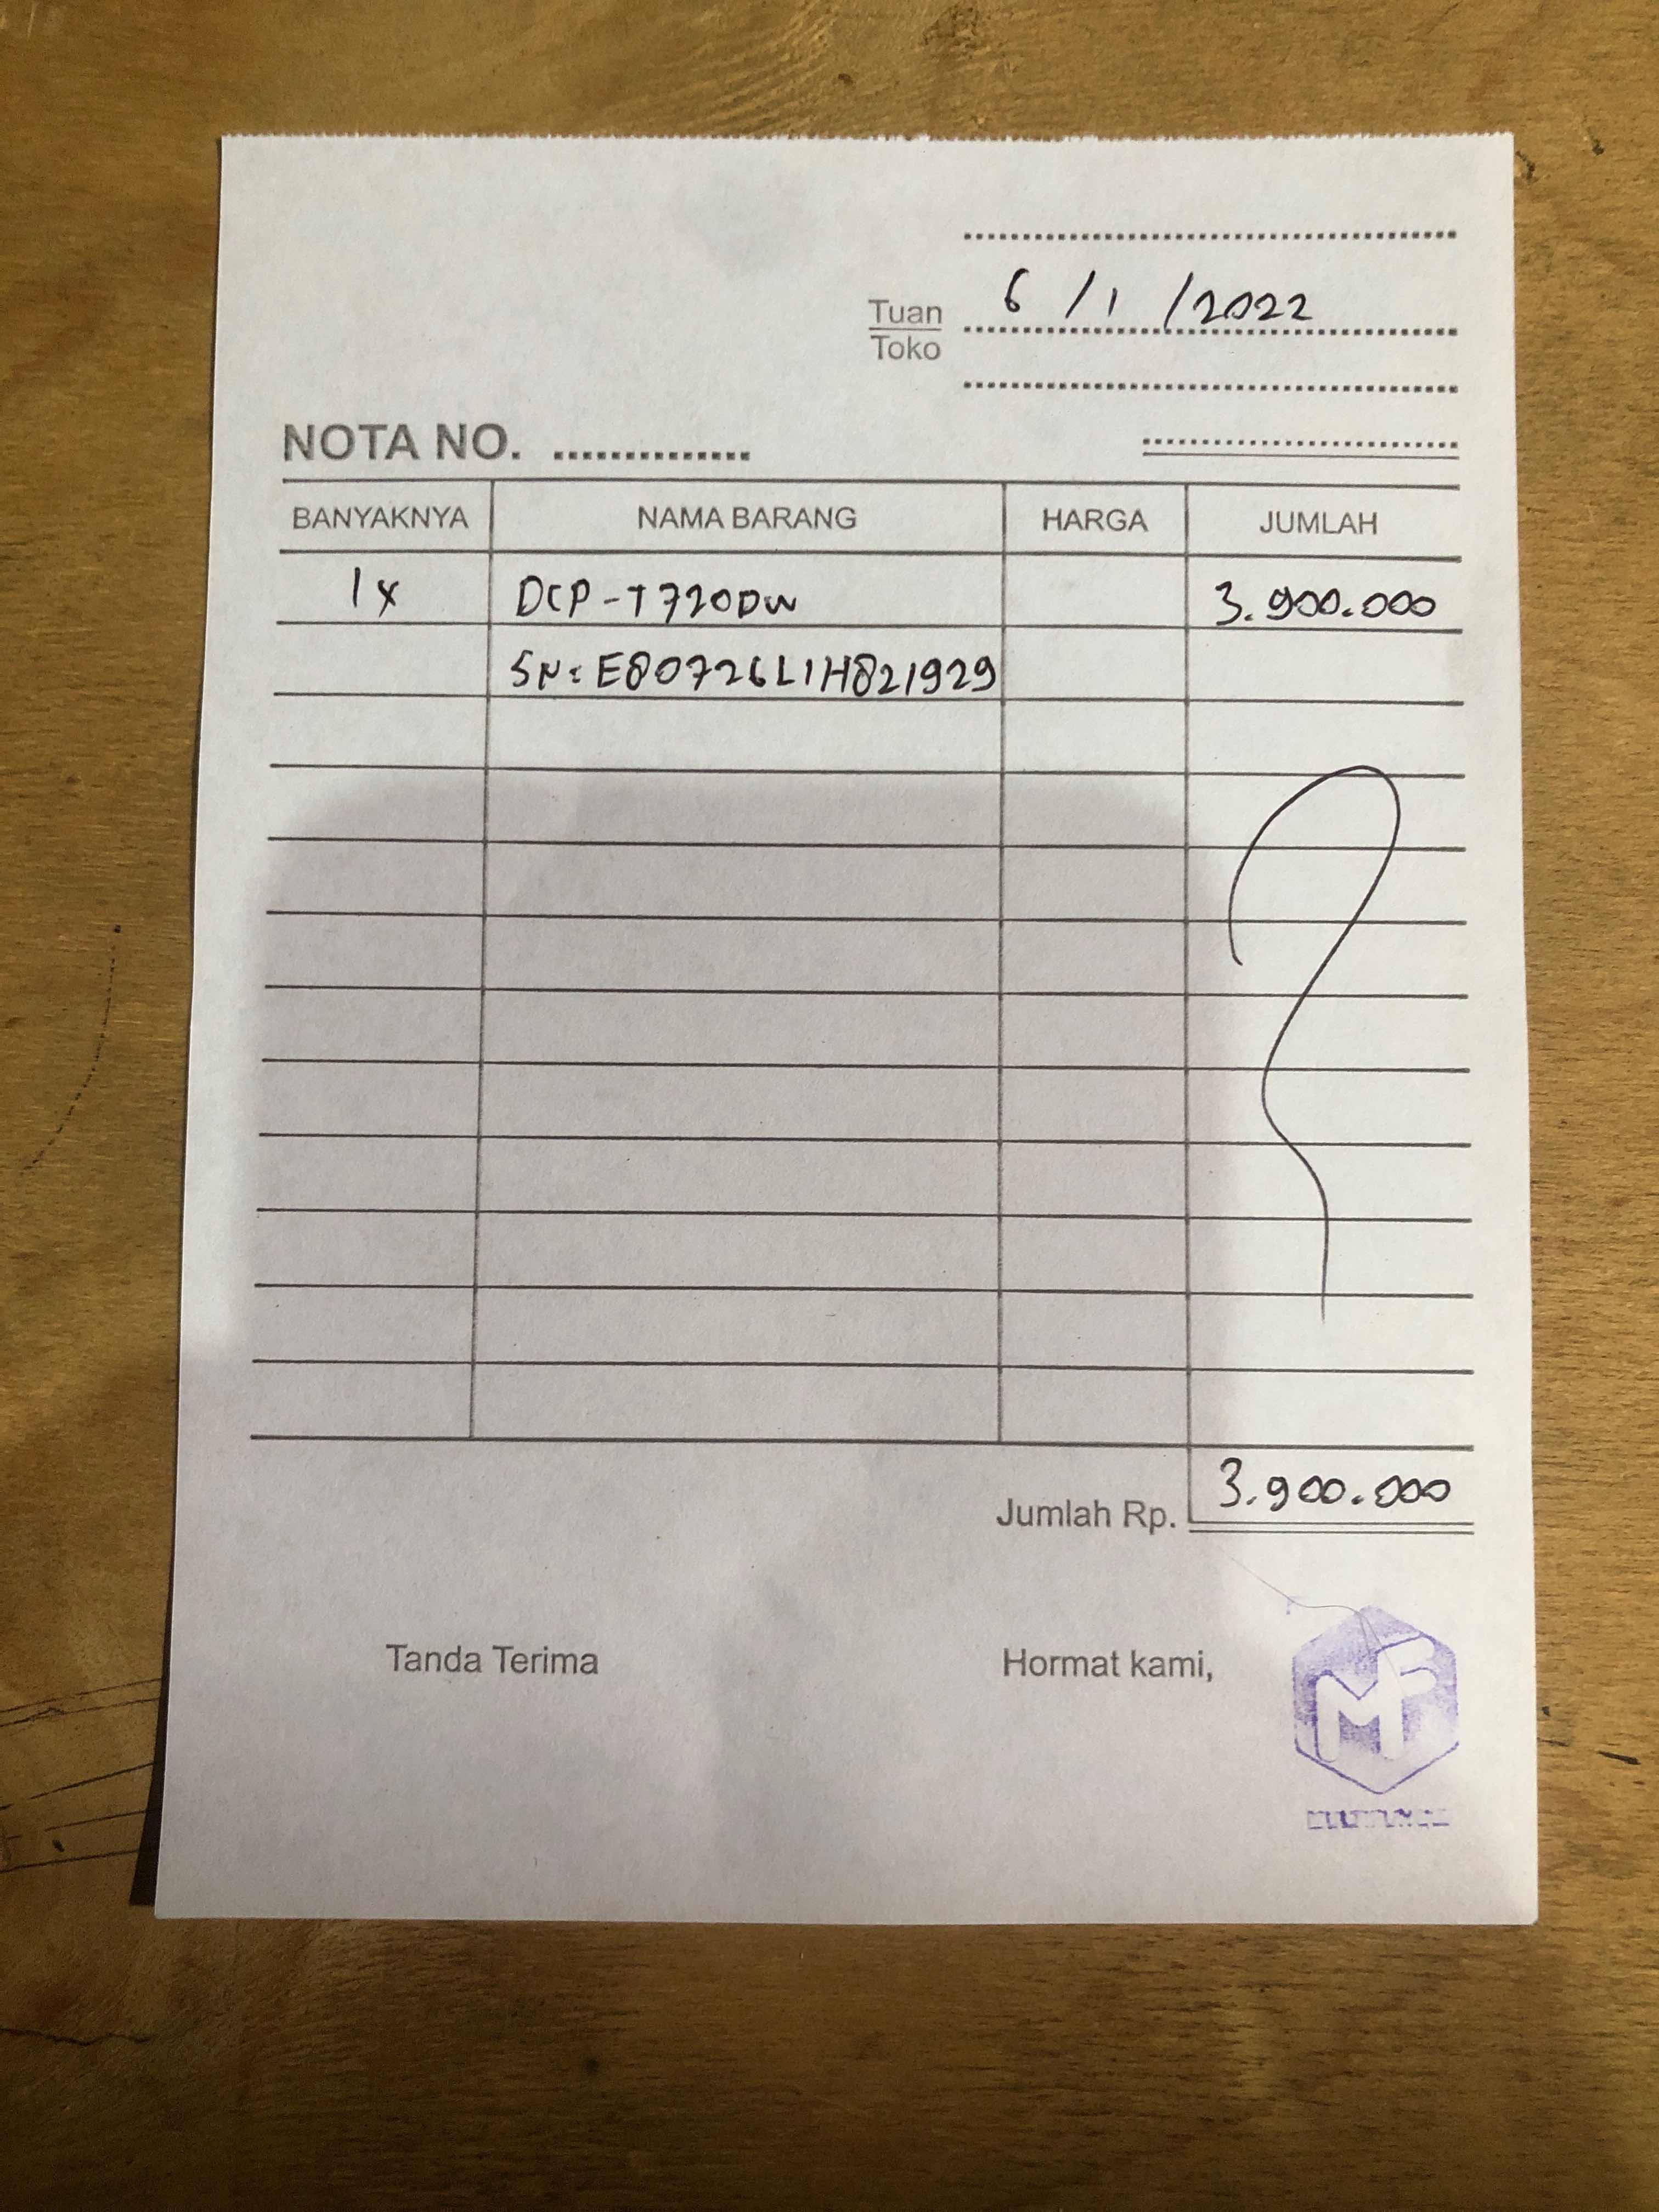 6/1/2022
Tuan
Toko
NOTA NO. ..............
BANYAKNYA NAMA BARANG HARGA JUMLAH
1x DCP-T720DW 3.900.000
SN: E80726L1H821929
Jumlah Rp. 3.900.000
Tanda Terima Hormat kami,
MF